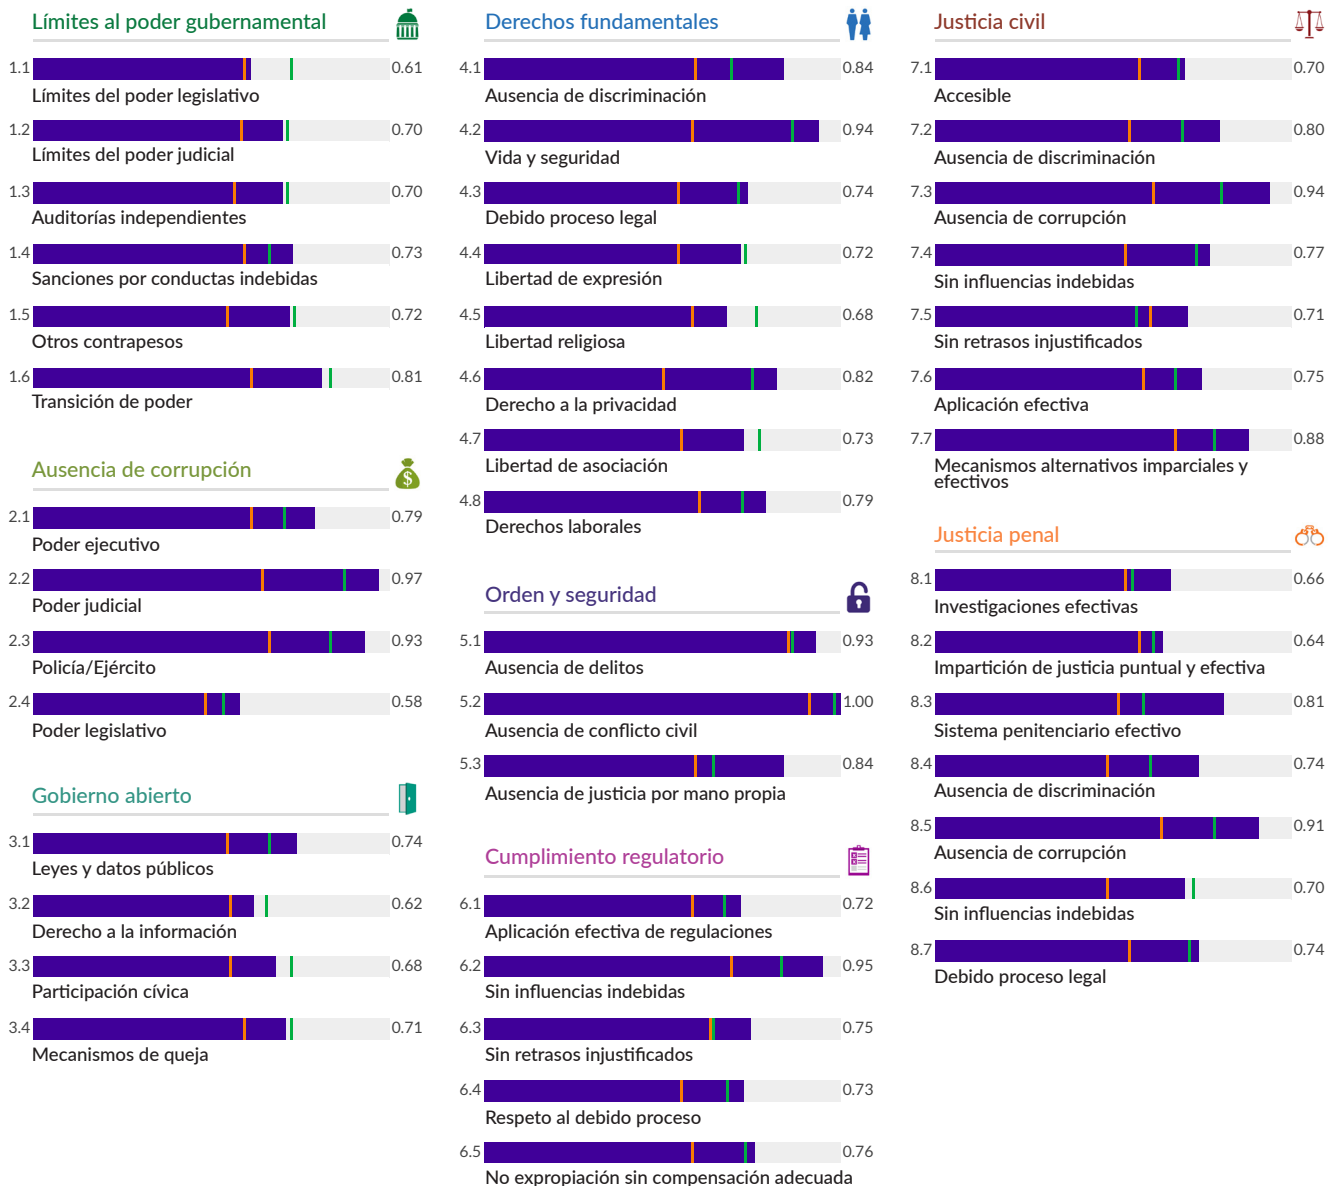 Límites al poder gubernamental
1.1 0.61
Límites del poder legislativo
1.2 0.70
Límites del poder judicial
1.3 0.70
Auditorías independientes
1.4 0.73
Sanciones por conductas indebidas
1.5 0.72
Otros contrapesos
1.6 0.81
Transición de poder
Ausencia de corrupción
$
2.1 0.79
Poder ejecutivo
2.2 0.97
Poder judicial
2.3 0.93
Policía/Ejército
2.4 0.58
Poder legislativo
Gobierno abierto
3.1 0.74
Leyes y datos públicos
3.2 0.62
Derecho a la información
3.3 0.68
Participación cívica
3.4 0.71
Mecanismos de queja
Derechos fundamentales
4.1 0.84
Ausencia de discriminación
4.2 0.94
Vida y seguridad
4.3 0.74
Debido proceso legal
4.4 0.72
Libertad de expresión
4.5 0.68
Libertad religiosa
4.6 0.82
Derecho a la privacidad
4.7 0.73
Libertad de asociación
4.8 0.79
Derechos laborales
Orden y seguridad
5.1 0.93
Ausencia de delitos
5.2 1.00
Ausencia de conflicto civil
5.3 0.84
Ausencia de justicia por mano propia
Cumplimiento regulatorio
6.1 0.72
Aplicación efectiva de regulaciones
6.2 0.95
Sin influencias indebidas
6.3 0.75
Sin retrasos injustificados
6.4 0.73
Respeto al debido proceso
6.5 0.76
No expropiación sin compensación adecuada
Justicia civil
7.1 0.70
Accesible
7.2 0.80
Ausencia de discriminación
7.3 0.94
Ausencia de corrupción
7.4 0.77
Sin influencias indebidas
7.5 0.71
Sin retrasos injustificados
7.6 0.75
Aplicación efectiva
7.7 0.88
Mecanismos alternativos imparciales y
efectivos
Justicia penal
8.1 0.66
Investigaciones efectivas
8.2 0.64
Impartición de justicia puntual y efectiva
8.3 0.81
Sistema penitenciario efectivo
8.4 0.74
Ausencia de discriminación
8.5 0.91
Ausencia de corrupción
8.6 0.70
Sin influencias indebidas
8.7 0.74
Debido proceso legal